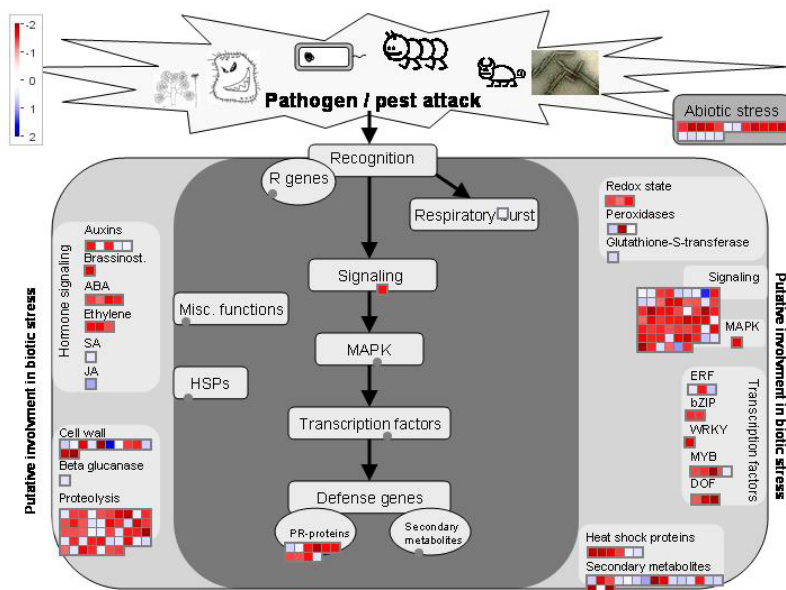 -2
-1
0
1
2
Pathogen / pest attack
Abiotic stress
Recognition
R genes
Respiratory burst
Signaling
Misc. functions
MAPK
HSPs
Transcription factors
Defense genes
PR-proteins
Secondary
metabolites
Putative involvment in biotic stress
Hormone signaling
Auxins
Brassinost.
ABA
Ethylene
SA
JA
Cell wall
Beta glucanase
Proteolysis
Redox state
Peroxidases
Glutathione-S-transferase
Signaling
MAPK
ERF
bZIP
WRKY
MYB
DOF
Transcription factors
Putative involvment in biotic stress
Heat shock proteins
Secondary metabolites